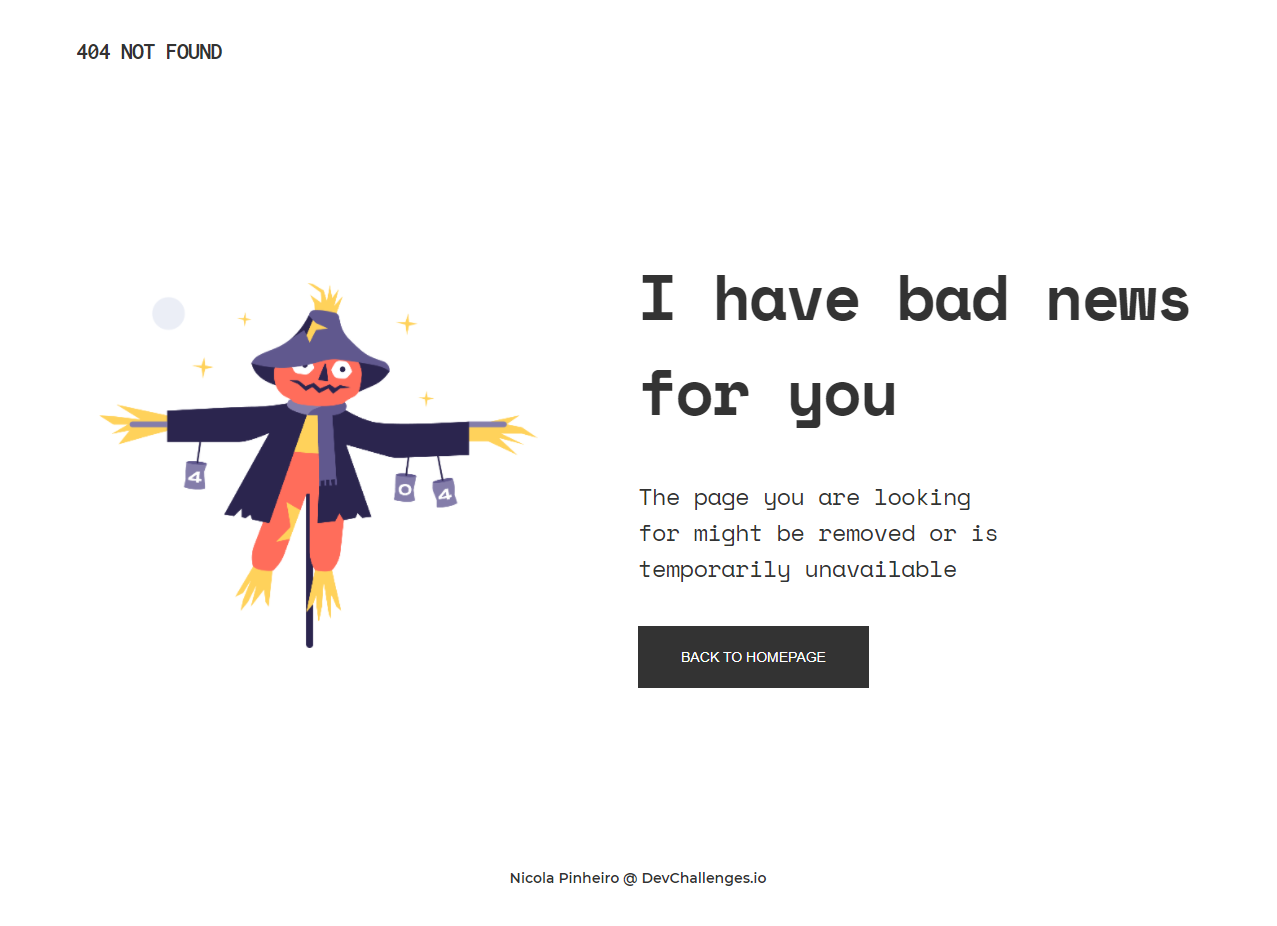 404 NOT FOUND
I have bad news
for you
4
0
4
The page you are looking
for might be removed or is
temporarily unavailable
BACK TO HOMEPAGE
Nicola Pinheiro @ DevChallenges.io